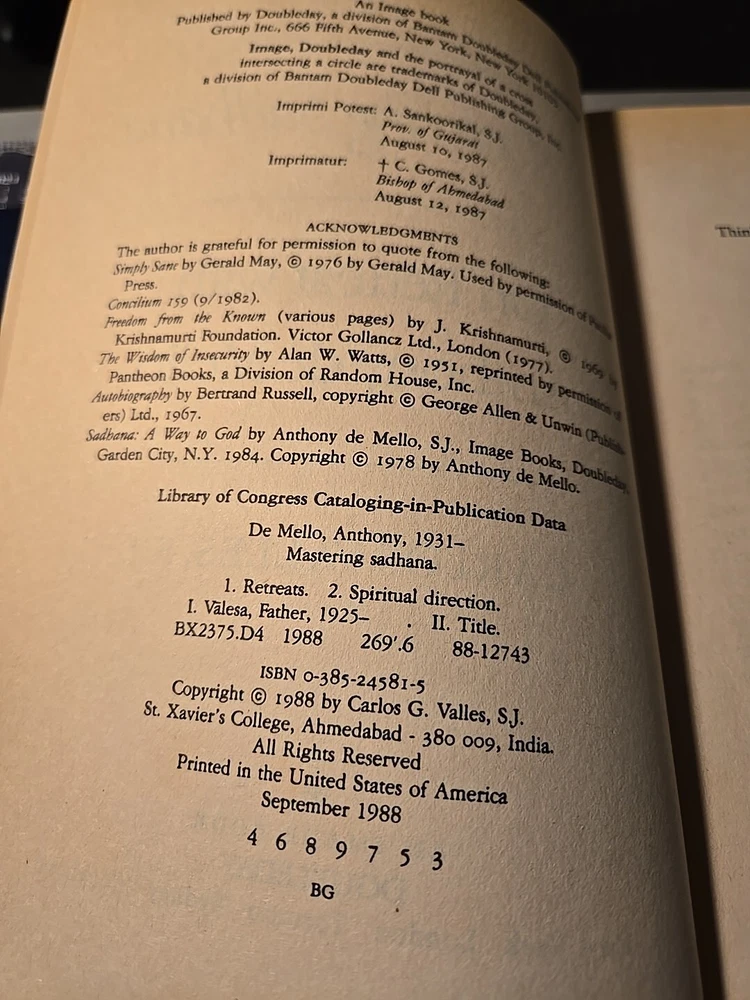 An Image book
Published by Doubleday, a division of Bantam Doubleday Dell
Group Inc., 666 Fifth Avenue, New York, New York
Image, Doubleday and the portrayal of a cross
intersecting a circle are trademarks of Doubleday,
a division of Bantam Doubleday Dell Publishing Group, Inc.
Imprimi Potest: A. Sankoorikal, S.J.
Prov. of Gujarat
August 10, 1987
Imprimatur: † C. Gomes, S.J.
Bishop of Ahmedabad
August 12, 1987
ACKNOWLEDGMENTS
The author is grateful for permission to quote from the following:
Simply Sane by Gerald May, © 1976 by Gerald May. Used by permission of
Press.
Concilium 159 (9/1982).
Freedom from the Known (various pages) by J. Krishnamurti, © 1969 by
Krishnamurti Foundation. Victor Gollancz Ltd., London (1977).
The Wisdom of Insecurity by Alan W. Watts, © 1951, reprinted by permission of
Pantheon Books, a Division of Random House, Inc.
Autobiography by Bertrand Russell, copyright © George Allen & Unwin (Publish-
ers) Ltd., 1967.
Sadhana: A Way to God by Anthony de Mello, S.J., Image Books, Doubleday,
Garden City, N.Y. 1984. Copyright © 1978 by Anthony de Mello.
Library of Congress Cataloging-in-Publication Data
De Mello, Anthony, 1931–
Mastering sadhana.
1. Retreats. 2. Spiritual direction.
I. Vālesa, Father, 1925– . II. Title.
BX2375.D4 1988 269'.6 88-12743
ISBN 0-385-24581-5
Copyright © 1988 by Carlos G. Valles, S.J.
St. Xavier's College, Ahmedabad - 380 009, India.
All Rights Reserved
Printed in the United States of America
September 1988
4 6 8 9 7 5 3
BG
Thin